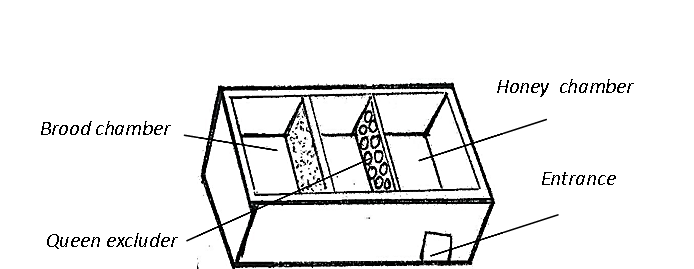 Honey chamber
Brood chamber
Entrance
Queen excluder